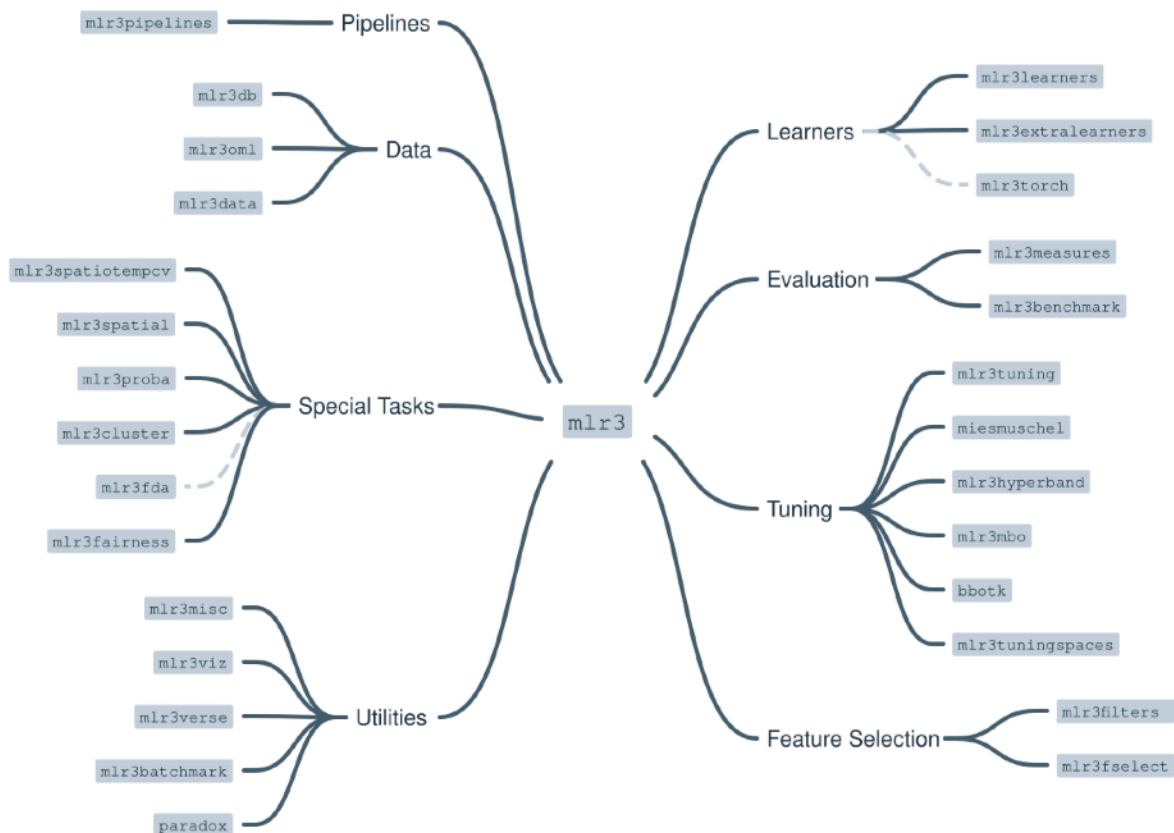 mlr3pipelines
Pipelines
mlr3db
mlr3oml
mlr3data
Data
mlr3spatiotempcv
mlr3spatial
mlr3proba
mlr3cluster
mlr3fda
mlr3fairness
Special Tasks
mlr3misc
mlr3viz
mlr3verse
mlr3batchmark
paradox
Utilities
mlr3
Learners
mlr3learners
mlr3extralearners
mlr3torch
Evaluation
mlr3measures
mlr3benchmark
Tuning
mlr3tuning
miesmuschel
mlr3hyperband
mlr3mbo
bbotk
mlr3tuningspaces
Feature Selection
mlr3filters
mlr3fselect